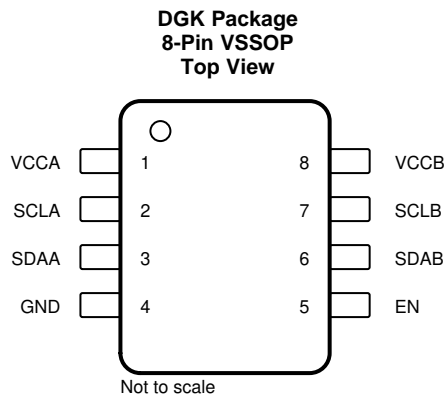 DGK Package
8-Pin VSSOP
Top View
VCCA 1 8 VCCB
SCLA 2 7 SCLB
SDAA 3 6 SDAB
GND 4 5 EN
Not to scale